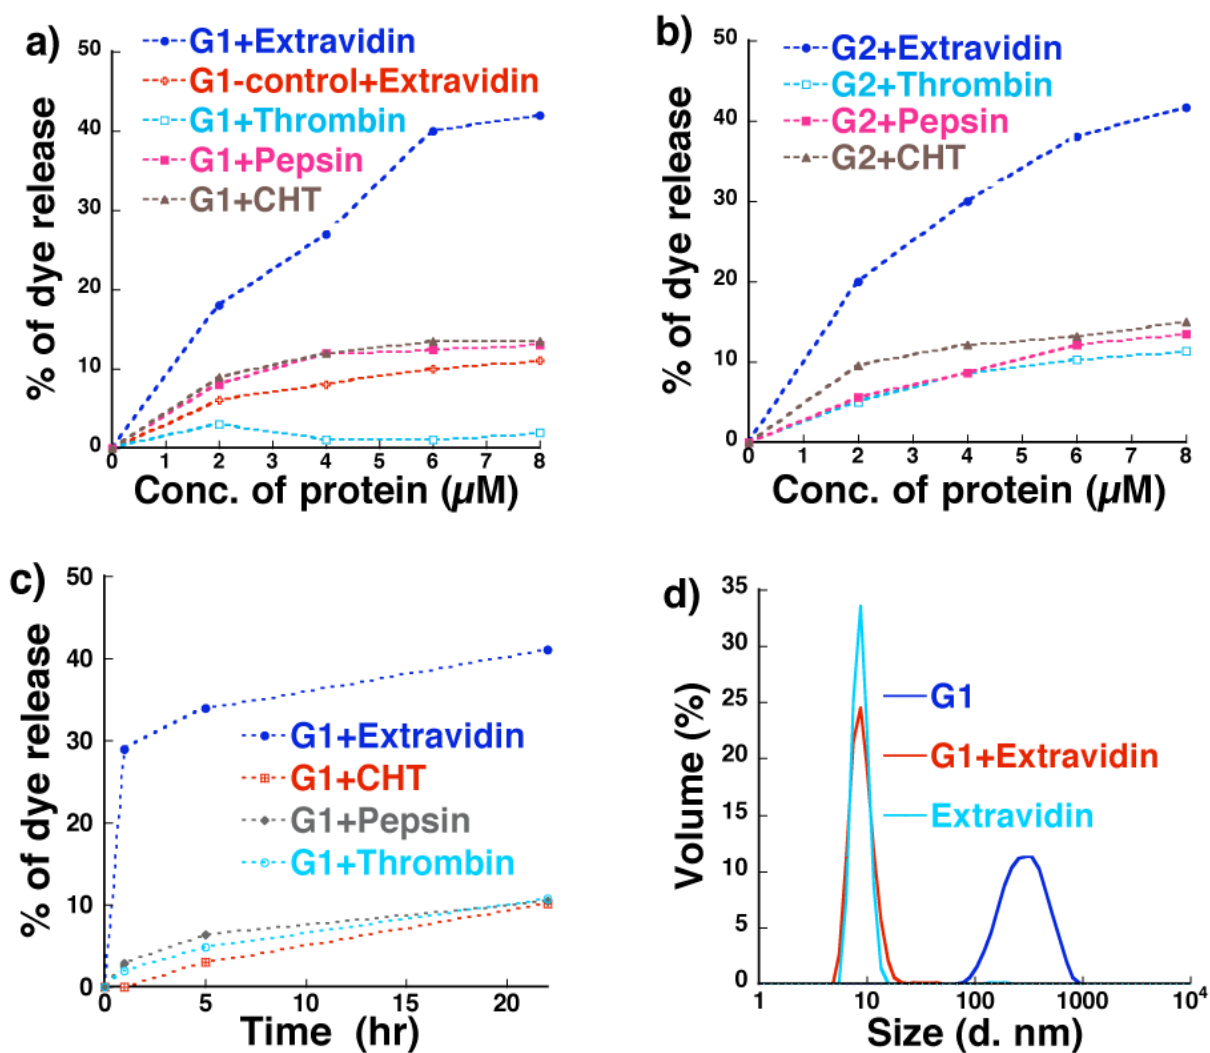 a)
G1+Extravidin
G1-control+Extravidin
G1+Thrombin
G1+Pepsin
G1+CHT
% of dye release
50
40
30
20
10
0
0 1 2 3 4 5 6 7 8
Conc. of protein (µM)
b)
G2+Extravidin
G2+Thrombin
G2+Pepsin
G2+CHT
% of dye release
50
40
30
20
10
0
0 1 2 3 4 5 6 7 8
Conc. of protein (µM)
c)
G1+Extravidin
G1+CHT
G1+Pepsin
G1+Thrombin
% of dye release
50
40
30
20
10
0
0 5 10 15 20
Time (hr)
d)
G1
G1+Extravidin
Extravidin
Volume (%)
35
30
25
20
15
10
5
0
1 10 100 1000 10⁴
Size (d. nm)